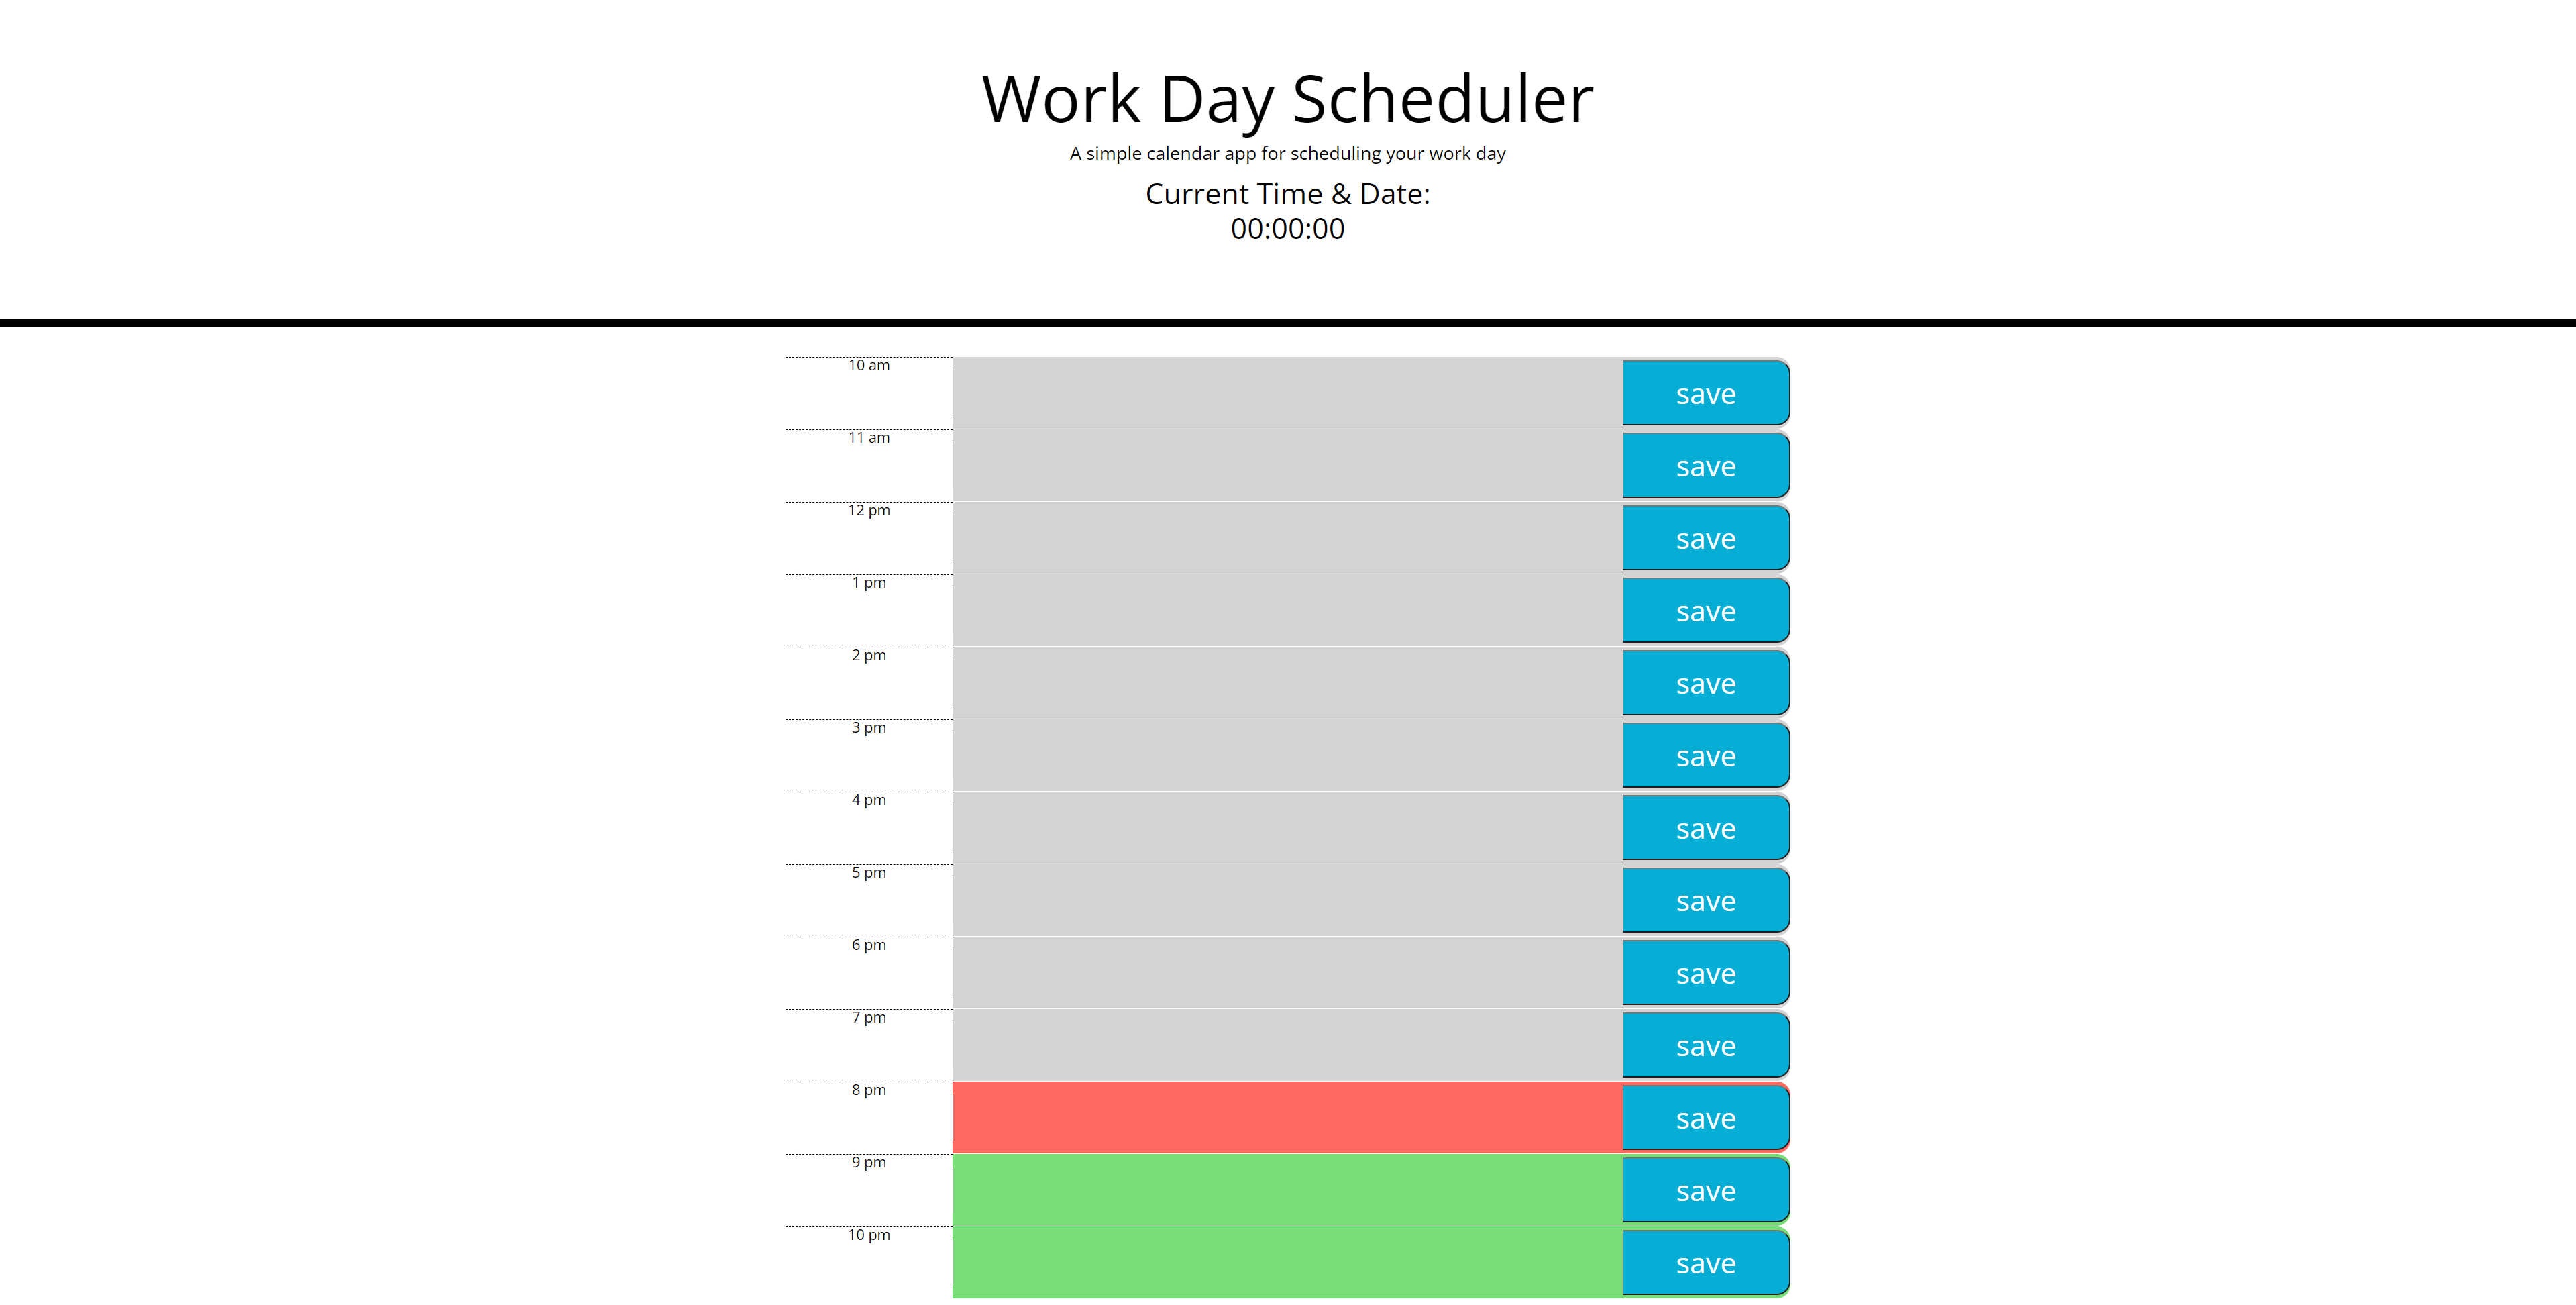 Work Day Scheduler
A simple calendar app for scheduling your work day
Current Time & Date:
00:00:00
10 am save
11 am save
12 pm save
1 pm save
2 pm save
3 pm save
4 pm save
5 pm save
6 pm save
7 pm save
8 pm save
9 pm save
10 pm save